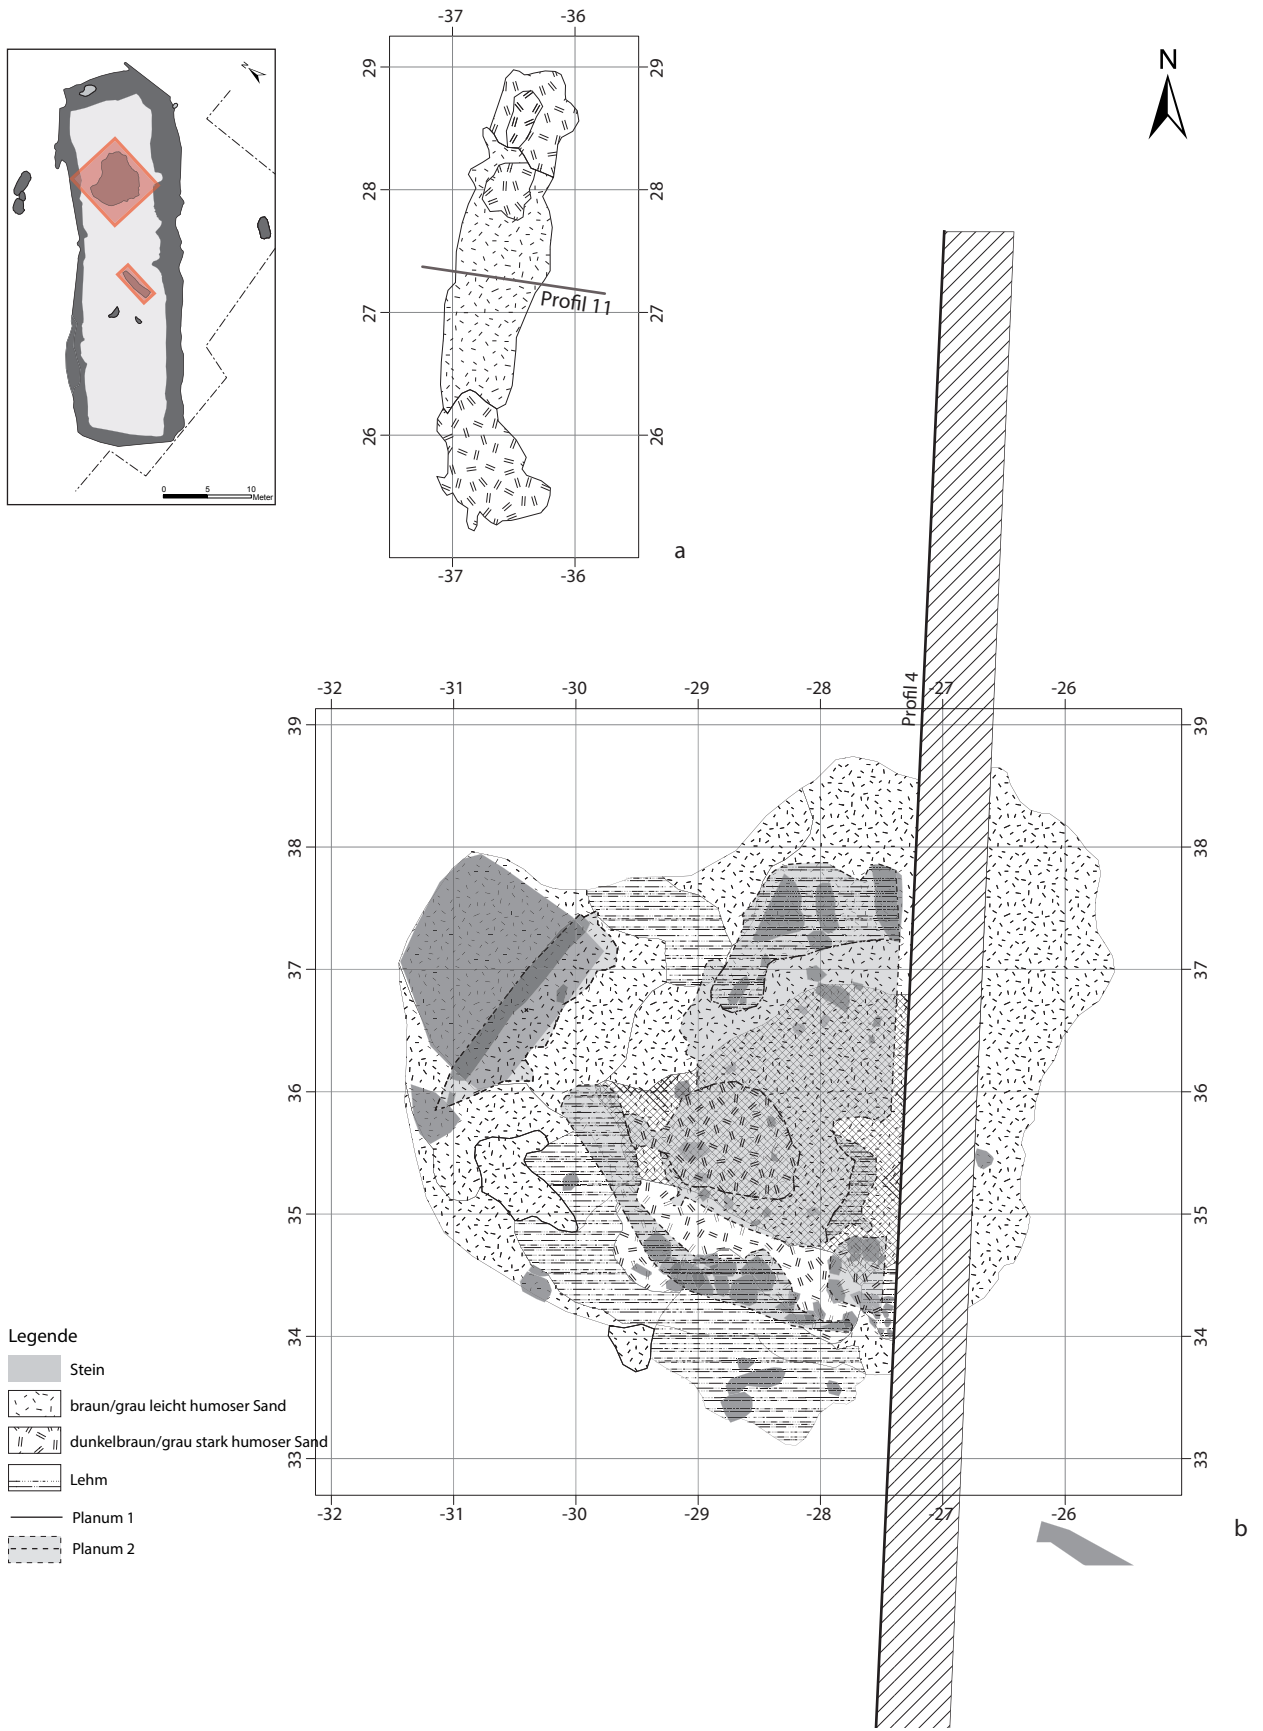 N
0 5 10
Meter
-37 -36
29 29
28 28
27 27
26 26
Profil 11
-37 -36
a
N
Profil 4
-32 -31 -30 -29 -28 -27 -26
39 39
38 38
37 37
36 36
35 35
34 34
33 33
-32 -31 -30 -29 -28 -27 -26
b
Legende
Stein
braun/grau leicht humoser Sand
dunkelbraun/grau stark humoser Sand
Lehm
Planum 1
Planum 2